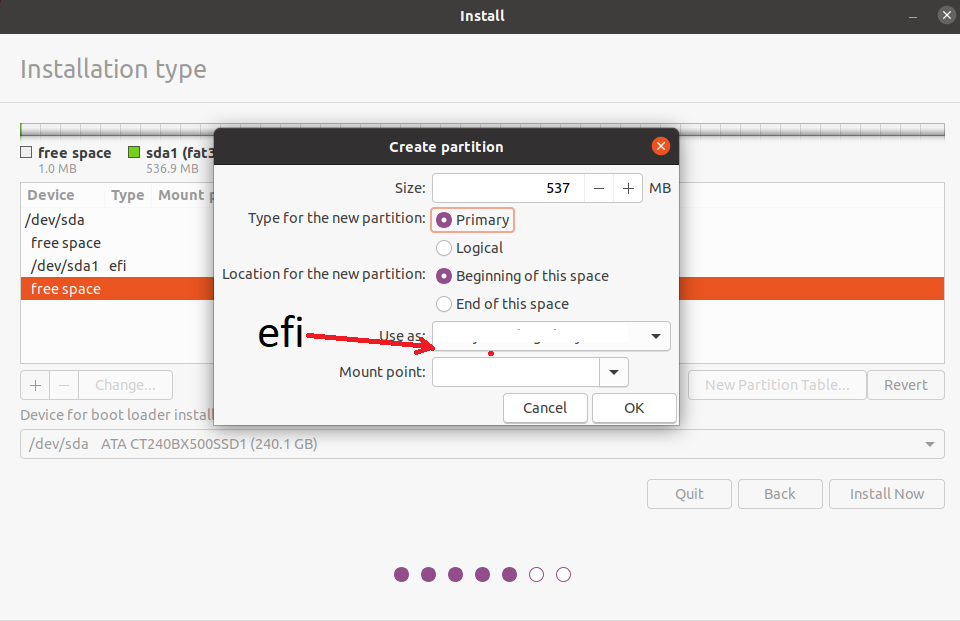 Install
Installation type
free space
sda1 (fat3
1.0 MB
536.9 MB
Device Type Mount p
/dev/sda
free space
/dev/sda1 efi
free space
+ − Change... New Partition Table... Revert
Device for boot loader install
/dev/sda ATA CT240BX500SSD1 (240.1 GB)
Quit Back Install Now
Create partition
Size: 537 − + MB
Type for the new partition: Primary
Logical
Location for the new partition: Beginning of this space
End of this space
efi
Use as:
Mount point:
Cancel OK